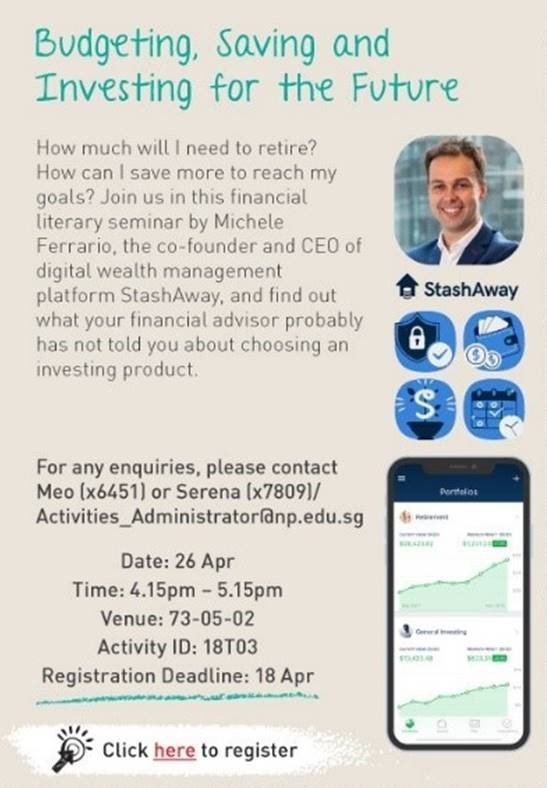 Budgeting, Saving and
Investing for the Future
How much will I need to retire?
How can I save more to reach my
goals? Join us in this financial
literary seminar by Michele
Ferrario, the co-founder and CEO of
digital wealth management
platform StashAway, and find out
what your financial advisor probably
has not told you about choosing an
investing product.
StashAway
For any enquiries, please contact
Meo (x6451) or Serena (x7809)/
Activities_Administrator@np.edu.sg
Date: 26 Apr
Time: 4.15pm – 5.15pm
Venue: 73-05-02
Activity ID: 18T03
Registration Deadline: 18 Apr
Click here to register
Portfolios
Retirement
General Investing